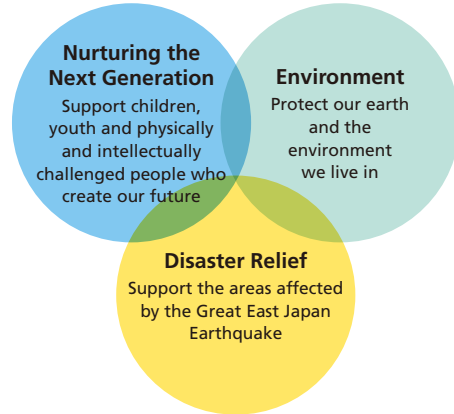 Nurturing the
Next Generation
Support children,
youth and physically
and intellectually
challenged people who
create our future
Environment
Protect our earth
and the
environment
we live in
Disaster Relief
Support the areas affected
by the Great East Japan
Earthquake